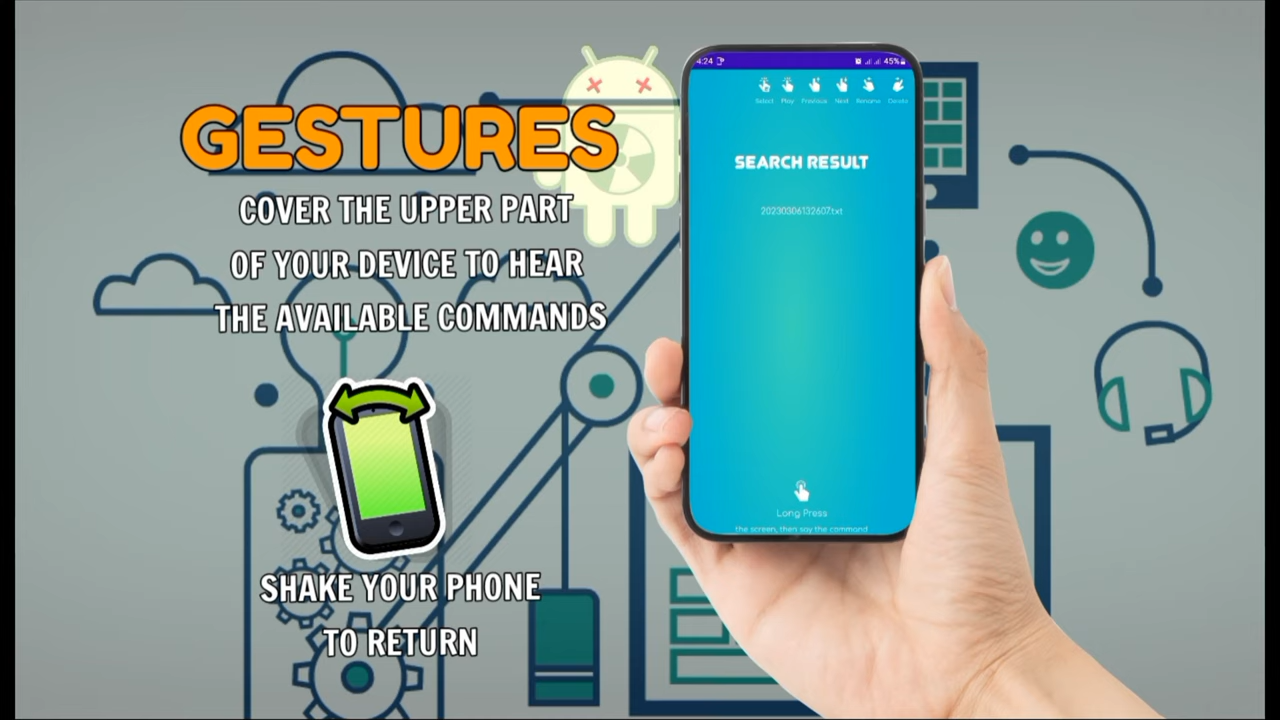 GESTURES
COVER THE UPPER PART
OF YOUR DEVICE TO HEAR
THE AVAILABLE COMMANDS
SHAKE YOUR PHONE
TO RETURN
4:24
45%
Select Play Previous Next Rename Delete
SEARCH RESULT
20230306132607.txt
Long Press
the screen, then say the command